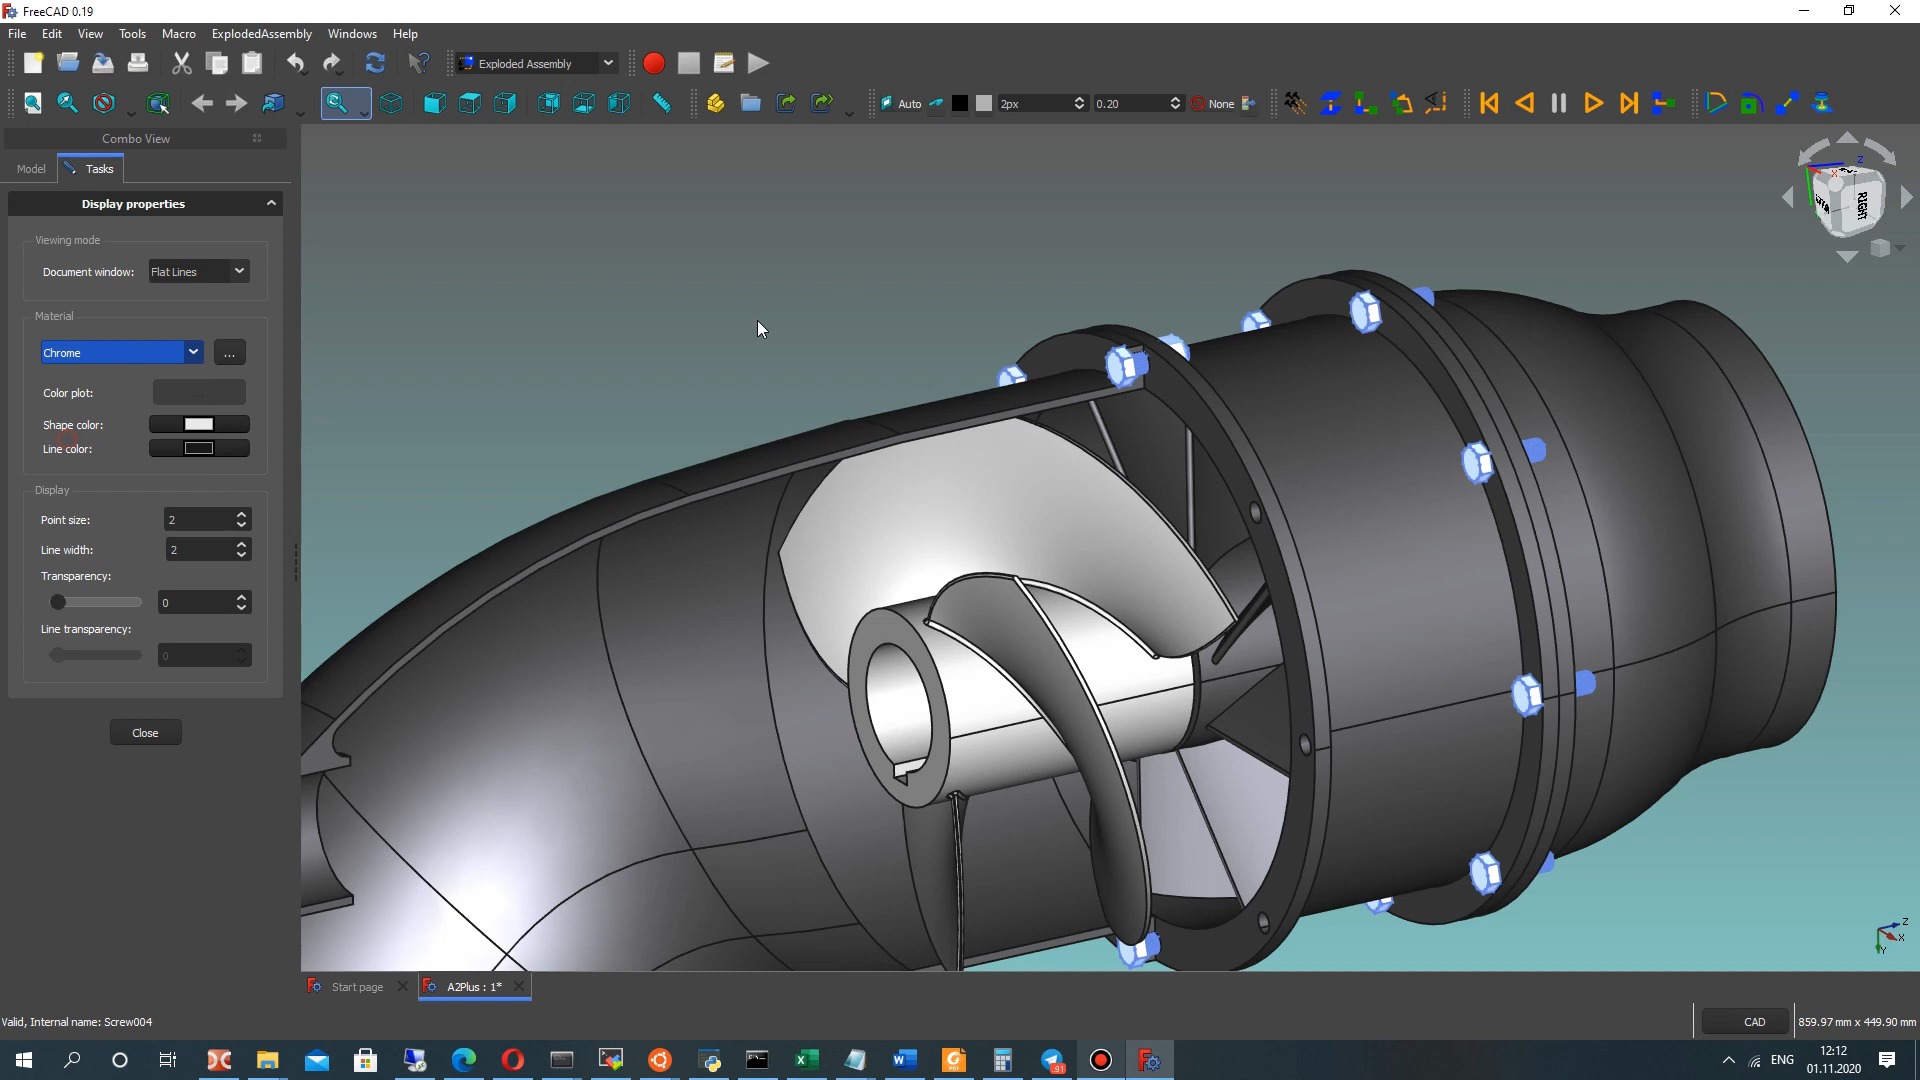 FreeCAD 0.19
File Edit View Tools Macro ExplodedAssembly Windows Help
Exploded Assembly
Auto 2px 0.20 None
Combo View
Model Tasks
Display properties
Viewing mode
Document window: Flat Lines
Material
Chrome ...
Color plot: ...
Shape color:
Line color:
Display
Point size: 2
Line width: 2
Transparency:
0
Line transparency:
0
Close
Z
X
RIGHT
Z
X
Y
Start page A2Plus : 1*
Valid, Internal name: Screw004
CAD 859.97 mm x 449.90 mm
91
ENG 12:12
01.11.2020